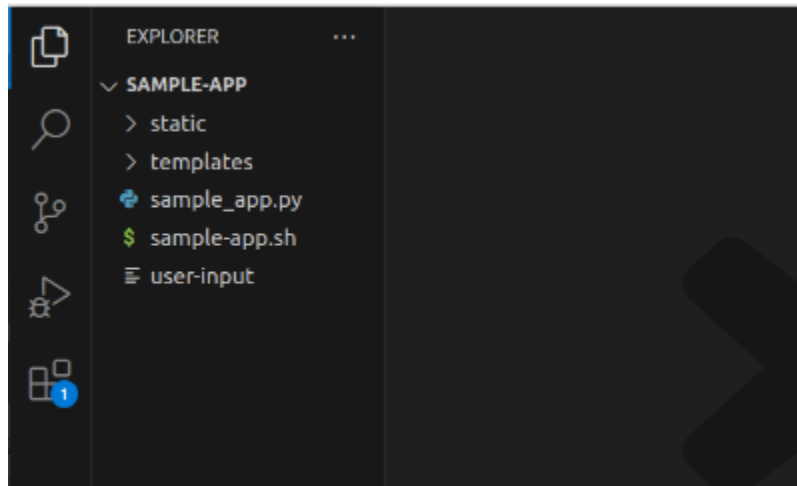 EXPLORER ...
SAMPLE-APP
static
templates
sample_app.py
$ sample-app.sh
user-input
1